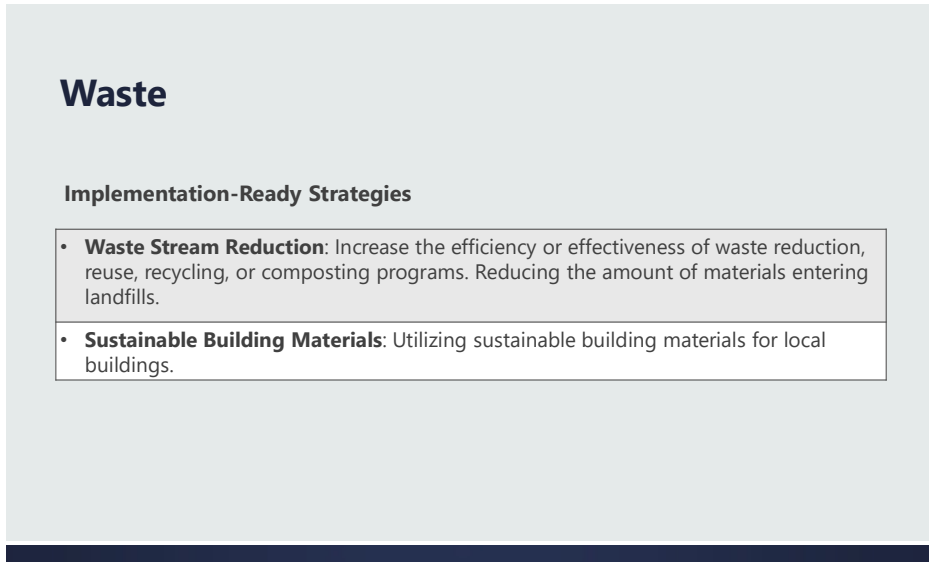 Waste
Implementation-Ready Strategies
• Waste Stream Reduction: Increase the efficiency or effectiveness of waste reduction,
reuse, recycling, or composting programs. Reducing the amount of materials entering
landfills.
• Sustainable Building Materials: Utilizing sustainable building materials for local
buildings.